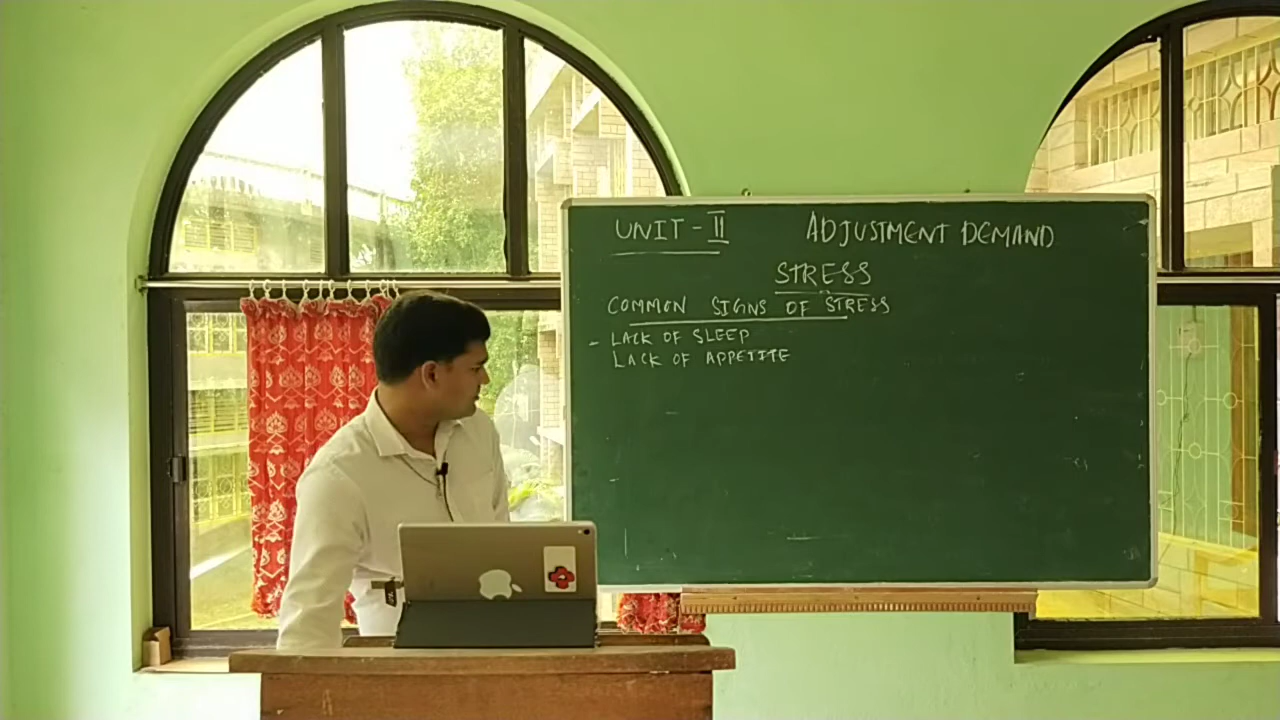 UNIT - II ADJUSTMENT DEMAND
STRESS
COMMON SIGNS OF STRESS
- LACK OF SLEEP
LACK OF APPETITE